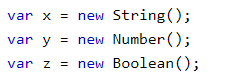 var x = new String();
var y = new Number();
var z = new Boolean();